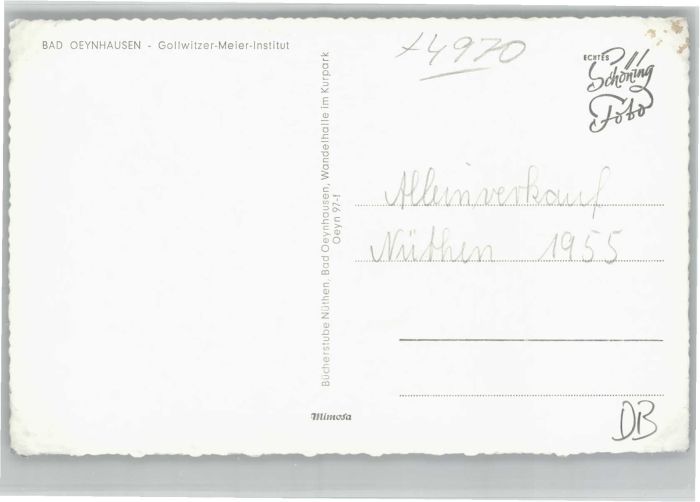 BAD OEYNHAUSEN - Gollwitzer-Meier-Institut
+4970
ECHTES
Schöning
Foto
Bücherstube Nüthen, Bad Oeynhausen, Wandelhalle im Kurpark
Oeyn 97-f
Alleinverkauf
Nüthen 1955
Mimosa
DB